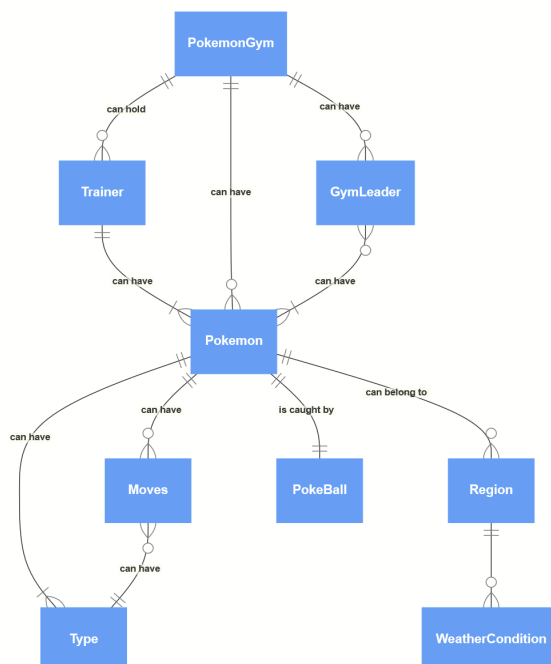 PokemonGym
can hold
can have
Trainer
can have
GymLeader
can have
can have
Pokemon
can have
is caught by
can belong to
can have
Moves
PokeBall
Region
can have
Type
WeatherCondition